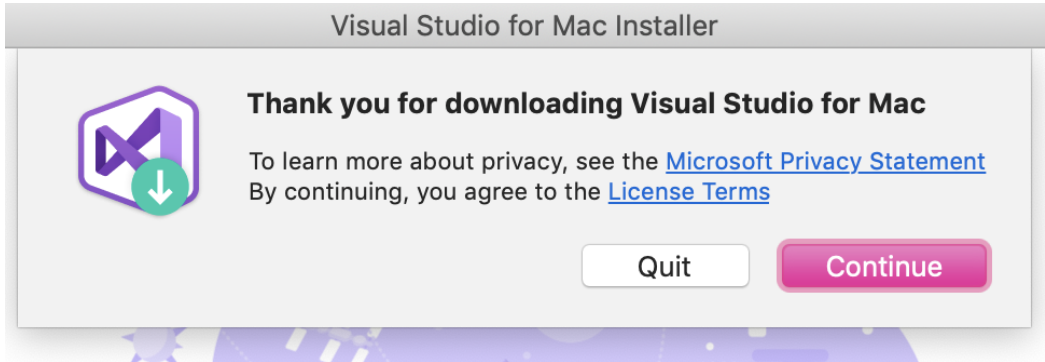 Visual Studio for Mac Installer
Thank you for downloading Visual Studio for Mac
To learn more about privacy, see the Microsoft Privacy Statement
By continuing, you agree to the License Terms
Quit
Continue